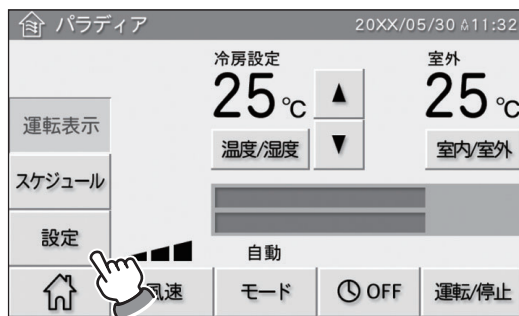 パラディア
20XX/05/30
11:32
冷房設定
室外
25℃
25℃
運転表示
温度/湿度
室内/室外
スケジュール
設定
自動
風速
モード
OFF
運転/停止